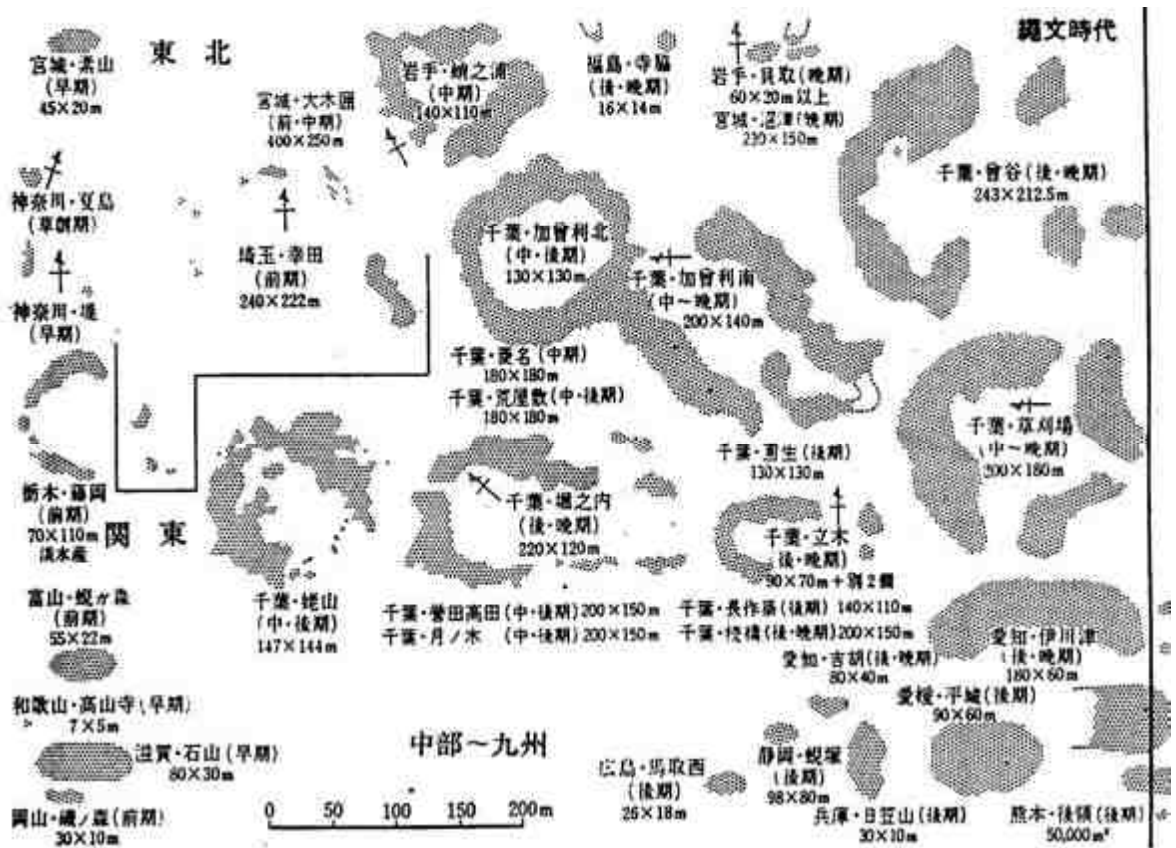 縄文時代
東北
宮城・素山
(早期)
45×20m
宮城・大木囲
(前・中期)
400×250m
岩手・蛸之浦
(中期)
140×110m
福島・寺脇
(後・晩期)
16×14m
岩手・貝取(晩期)
60×20m以上
宮城・沼津(晩期)
230×150m
神奈川・夏島
(草創期)
神奈川・堤
(早期)
埼玉・幸田
(前期)
240×222m
千葉・加曾利北
(中・後期)
130×130m
千葉・加曾利南
(中〜晩期)
200×140m
千葉・曾谷(後・晩期)
243×212.5m
千葉・菱名(中期)
180×180m
千葉・荒屋敷(中・後期)
180×180m
栃木・藤岡
(前期)
70×110m
淡水産
関東
千葉・姥山
(中・後期)
147×144m
千葉・堀之内
(後・晩期)
220×120m
(後期)
130×130m
千葉・草刈場
(中〜晩期)
200×180m
千葉・立木
(後・晩期)
90×70m+別2個
千葉・誉田高田(中・後期)200×150m
千葉・月ノ木(中・後期)200×150m
千葉・長作築(後期)140×110m
千葉・桟橋(後・晩期)200×150m
富山・蜆ガ森
(前期)
55×22m
和歌山・高山寺(早期)
7×5m
滋賀・石山(早期)
60×30m
岡山・磯ノ森(前期)
30×10m
中部〜九州
0 50 100 150 200m
愛知・吉胡(後・晩期)
80×40m
愛知・伊川津
(後・晩期)
180×60m
愛媛・平城(後期)
90×60m
広島・馬取西
(後期)
26×18m
静岡・蜆塚
(後期)
98×80m
兵庫・日笠山(後期)
30×10m
熊本・後領(後期)
50,000m²